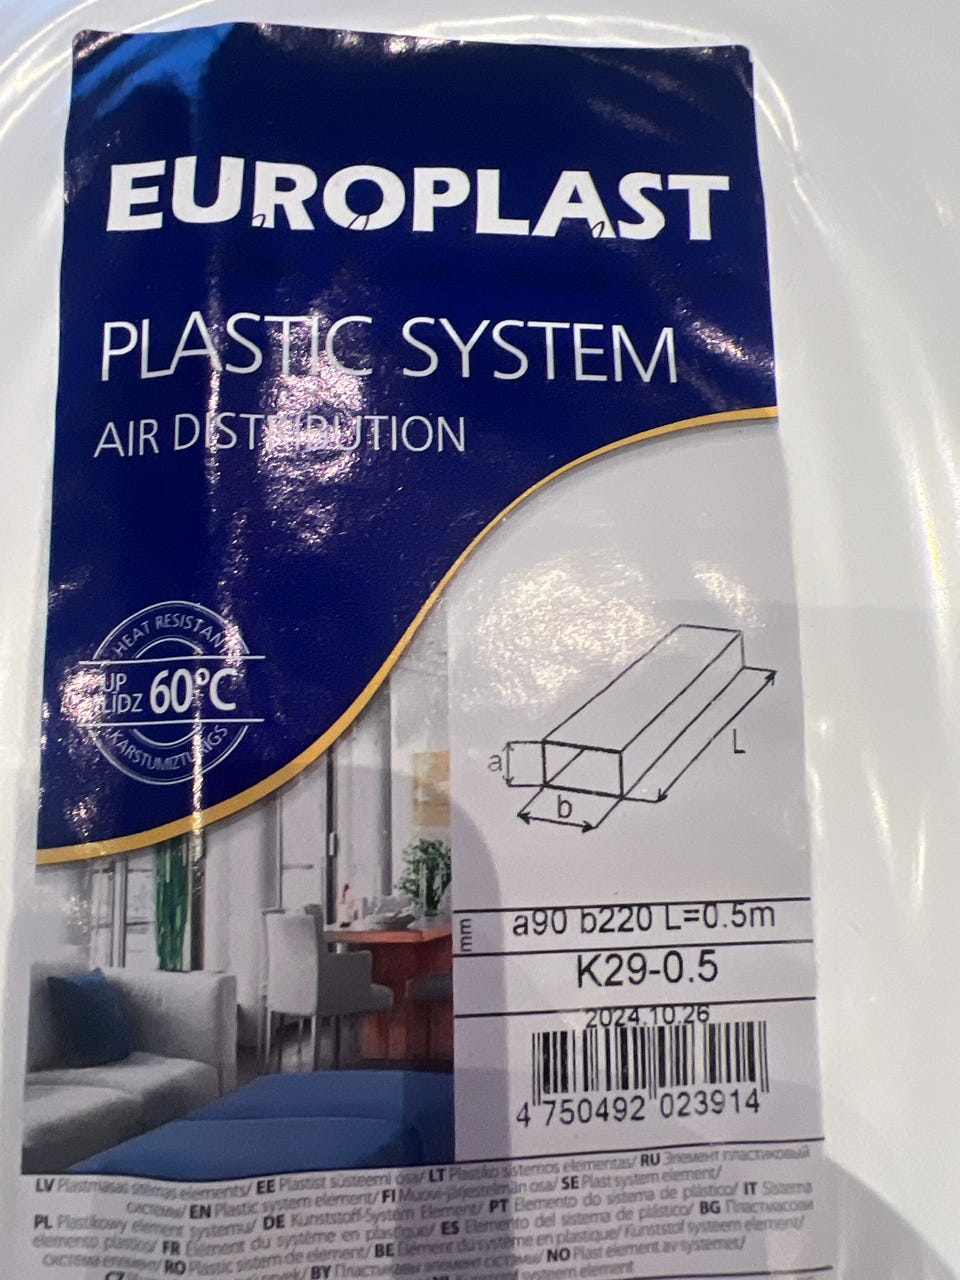 EUROPLAST
PLASTIC SYSTEM
AIR DISTRIBUTION
HEAT RESISTANT
UP
LĪDZ 60°C
KARSTUMIZTURĪGS
a
b
L
mm a90 b220 L=0.5m
K29-0.5
2024.10.26
4 750492 023914
LV Plastmasas sistēmas elements/ EE Plastist süsteemi osa/ LT Plastiko sistemos elementas/ RU Элемент пластиковый
системы/ EN Plastic system element/ FI Muovi-järjestelmän osa/ SE Plast system element/
PL Plastikowy element systemu/ DE Kunststoff-System Element/ PT Elemento do sistema de plástico/ IT Sistema
elemento plastico/ FR Élément du système en plastique/ ES Elemento del sistema de plástico/ BG Пластмасов
системен елемент/ RO Plastic sistem de element/ BE Élément du système en plastique/ Kunststof systeem element/
CZ BY NO Plast element av systemet/
systeem element